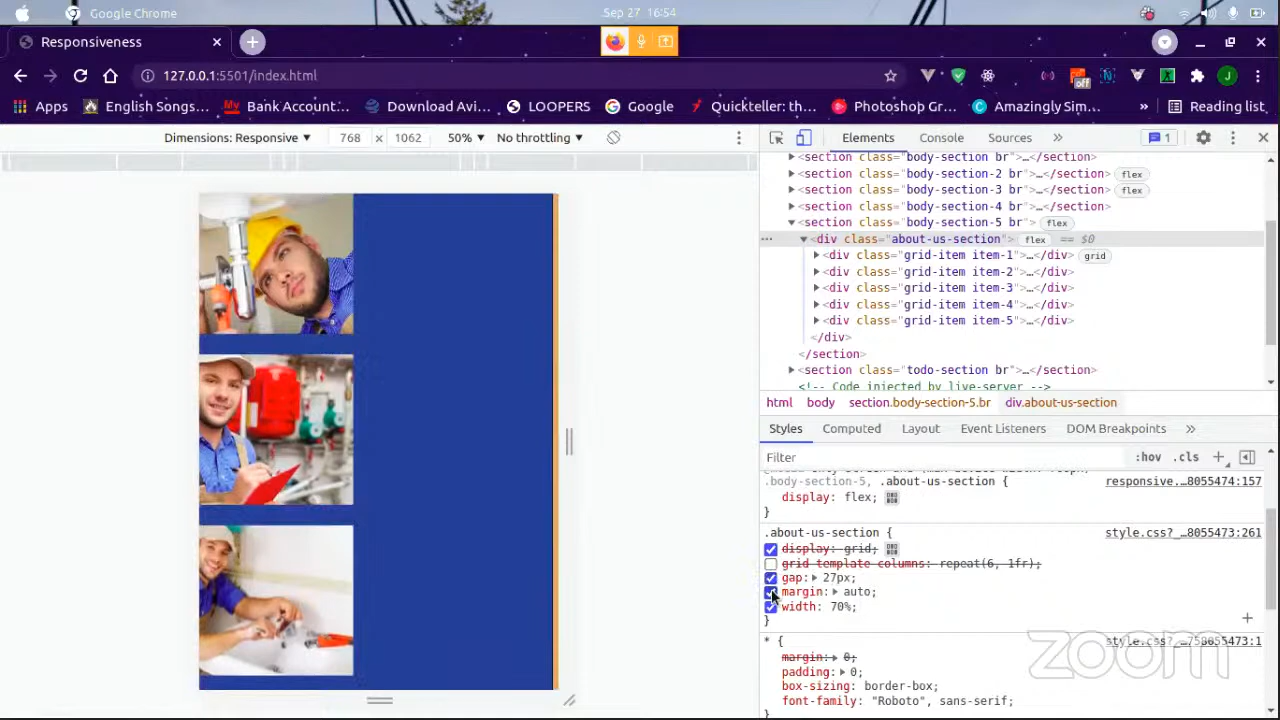 Google Chrome
Sep 27 16:54
Responsiveness
127.0.0.1:5501/index.html
off
J
Apps
English Songs...
My Bank Account:...
Download Avi...
LOOPERS
Google
Quickteller: th...
Photoshop Gr...
Amazingly Sim...
»
Reading list
Dimensions: Responsive
768 × 1062
50%
No throttling
Elements
Console
Sources
»
1
<section class="body-section br">…</section>
<section class="body-section-2 br">…</section> flex
<section class="body-section-3 br">…</section> flex
<section class="body-section-4 br">…</section>
<section class="body-section-5 br"> flex
<div class="about-us-section"> flex == $0
<div class="grid-item item-1">…</div> grid
<div class="grid-item item-2">…</div>
<div class="grid-item item-3">…</div>
<div class="grid-item item-4">…</div>
<div class="grid-item item-5">…</div>
</div>
</section>
<section class="todo-section br">…</section>
<!-- Code injected by live-server -->
html body section.body-section-5.br div.about-us-section
Styles Computed Layout Event Listeners DOM Breakpoints »
Filter
:hov .cls +
.body-section-5, .about-us-section { responsive.…8055474:157
display: flex;
}
.about-us-section { style.css?_…8055473:261
display: grid;
grid-template-columns: repeat(6, 1fr);
gap: 27px;
margin: auto;
width: 70%;
}
* { style.css?_…758055473:1
margin: 0;
padding: 0;
box-sizing: border-box;
font-family: "Roboto", sans-serif;
}
zoom